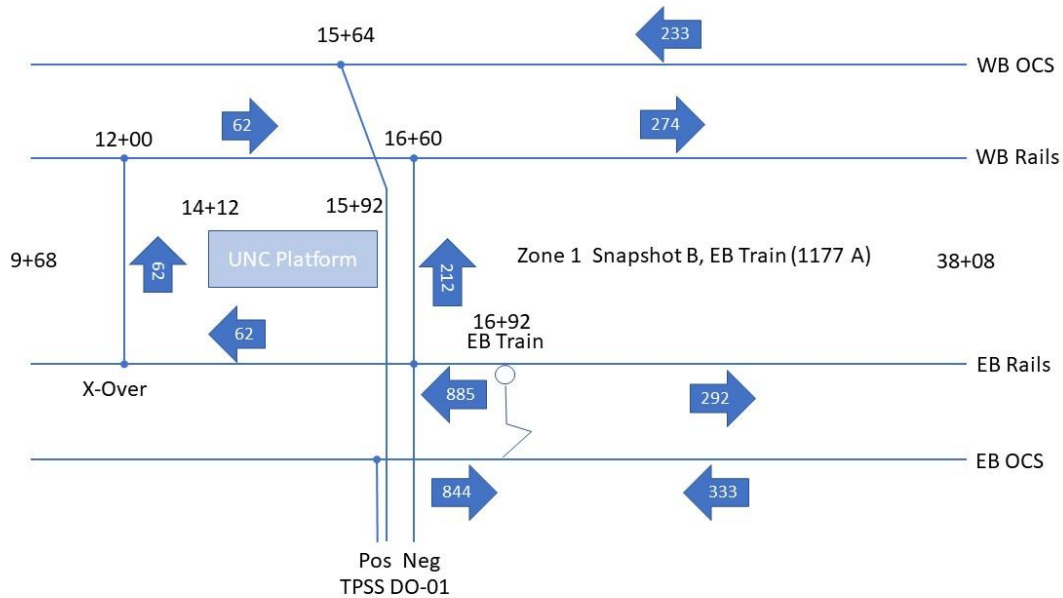 233
15+64
WB OCS
62
274
12+00
16+60
WB Rails
14+12
15+92
9+68
62
UNC Platform
212
Zone 1 Snapshot B, EB Train (1177 A)
38+08
16+92
EB Train
62
EB Rails
X-Over
885
292
EB OCS
844
333
Pos Neg
TPSS DO-01